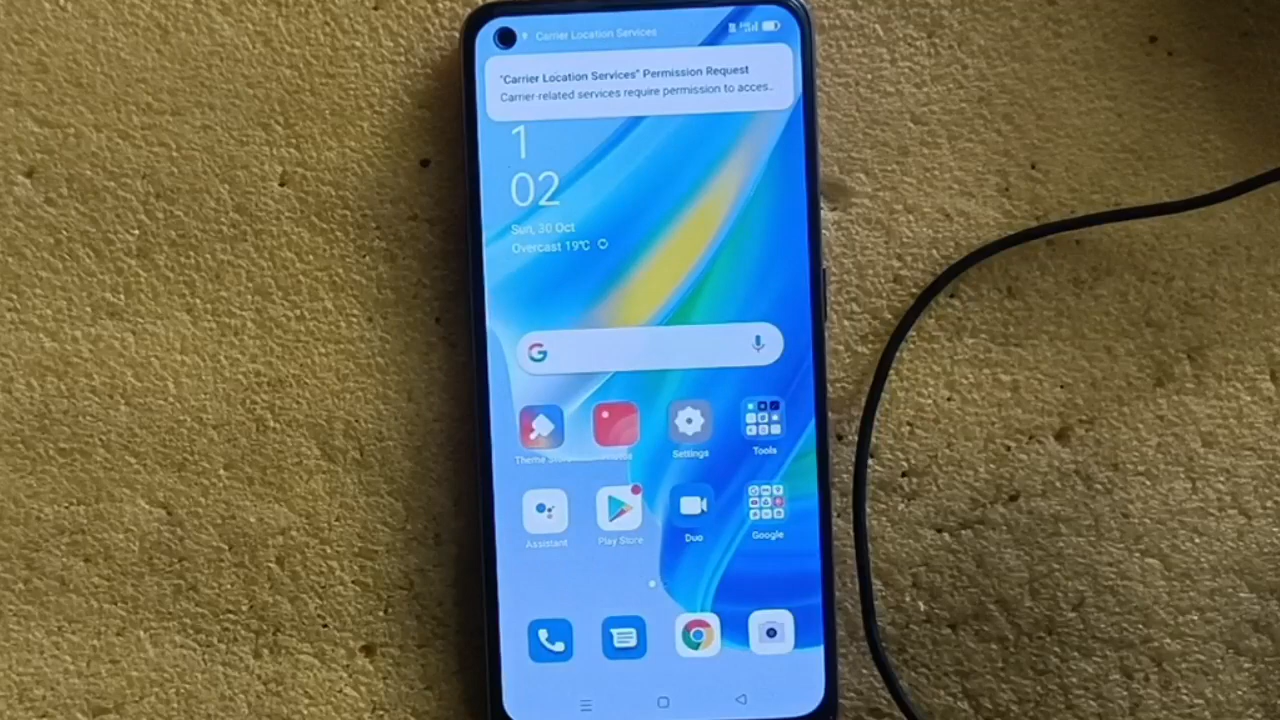 Carrier Location Services
"Carrier Location Services" Permission Request
Carrier-related services require permission to acces..
1
02
Sun, 30 Oct
Overcast 19°C
G
Theme
Settings
Tools
Assistant
Play Store
Duo
Google